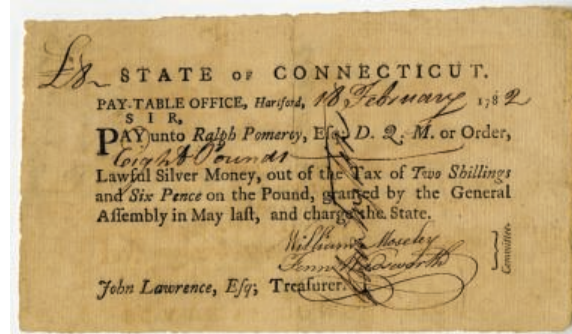 £8 STATE OF CONNECTICUT.
PAY-TABLE OFFICE, Hartford, 18 February 1782
SIR,
PAY unto Ralph Pomeroy, Esq; D. Q. M. or Order,
Eight Pounds
Lawful Silver Money, out of the Tax of Two Shillings
and Six Pence on the Pound, granted by the General
Assembly in May last, and charge the State.
William Moseley
Fenn Wadsworth
Committee.
John Lawrence, Esq; Treasurer.